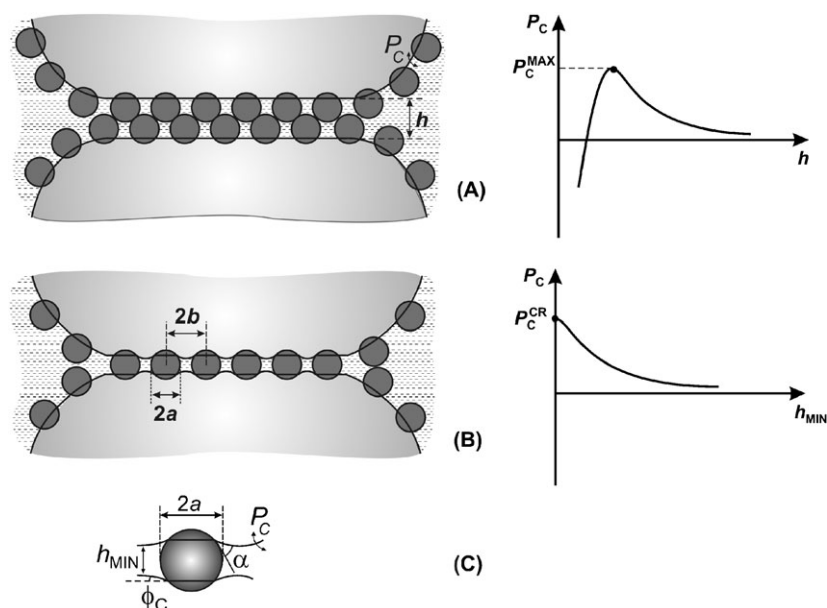 P_C
h
(A)
P_C
P_C^MAX
h
2b
2a
(B)
P_C
P_C^CR
h_MIN
2a
P_C
h_MIN
α
ϕ_C
(C)